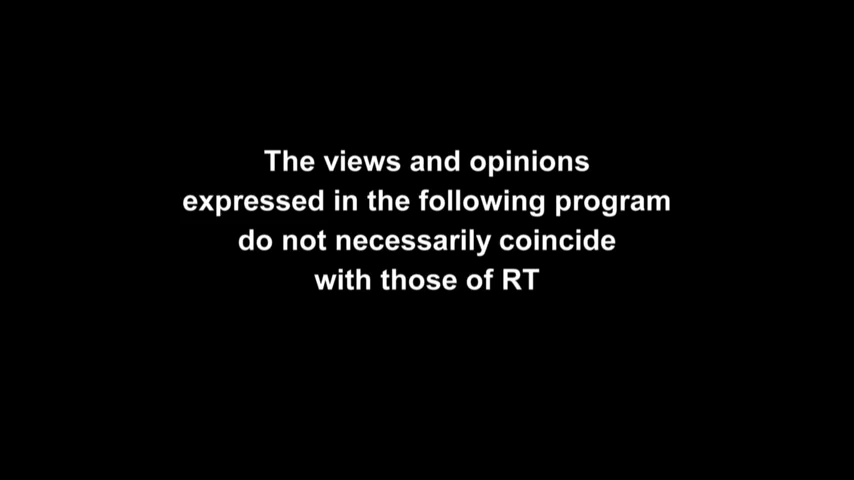 The views and opinions
expressed in the following program
do not necessarily coincide
with those of RT